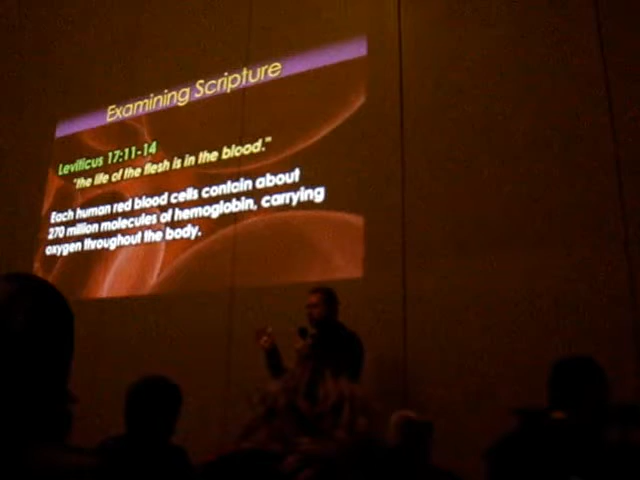 Examining Scripture
Leviticus 17:11-14
"the life of the flesh is in the blood."
Each human red blood cells contain about
270 million molecules of hemoglobin, carrying
oxygen throughout the body.